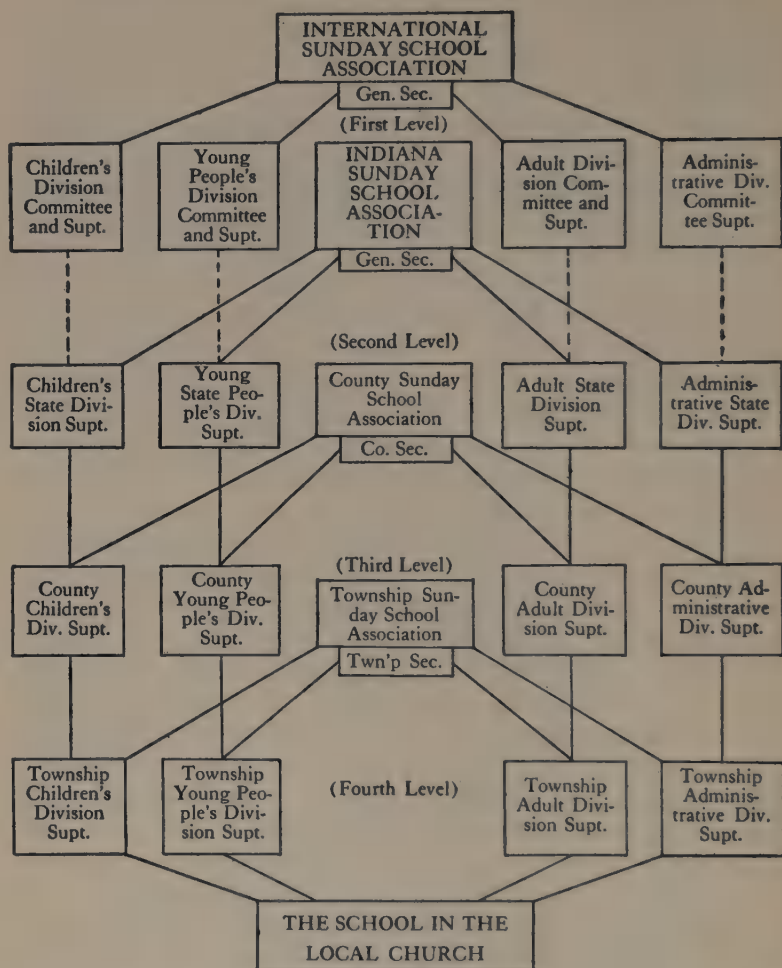 INTERNATIONAL
SUNDAY SCHOOL
ASSOCIATION
Gen. Sec.
(First Level)
Children's
Division
Committee
and Supt.
Young
People's
Division
Committee
and Supt.
INDIANA
SUNDAY
SCHOOL
ASSOCIA-
TION
Gen. Sec.
Adult Divi-
sion Com-
mittee and
Supt.
Adminis-
trative Div.
Commit-
tee Supt.
(Second Level)
Children's
State Divi-
sion Supt.
Young
State Peo-
ple's Div.
Supt.
County Sunday
School
Association
Co. Sec.
Adult State
Division
Supt.
Adminis-
trative State
Div. Supt.
(Third Level)
County
Children's
Div. Supt.
County
Young Peo-
ple's Div.
Supt.
Township Sun-
day School
Association
Twn'p Sec.
County
Adult Divi-
sion Supt.
County Ad-
ministrative
Div. Supt.
Township
Children's
Division
Supt.
Township
Young Peo-
ple's Divi-
sion Supt.
(Fourth Level)
Township
Adult Divi-
sion Supt.
Township
Adminis-
trative Div.
Supt.
THE SCHOOL IN THE
LOCAL CHURCH